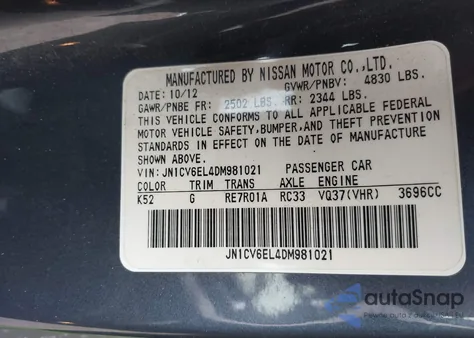 MANUFACTURED BY NISSAN MOTOR CO.,LTD.
DATE: 10/12 GVWR/PNBV: 4830 LBS.
GAWR/PNBE FR: 2502 LBS. RR: 2344 LBS.
THIS VEHICLE CONFORMS TO ALL APPLICABLE FEDERAL
MOTOR VEHICLE SAFETY,BUMPER,AND THEFT PREVENTION
STANDARDS IN EFFECT ON THE DATE OF MANUFACTURE
SHOWN ABOVE.
VIN: JN1CV6EL4DM981021 PASSENGER CAR
COLOR TRIM TRANS AXLE ENGINE
K52 G RE7R01A RC33 VQ37(VHR) 3696CC
JN1CV6EL4DM981021
autoSnap